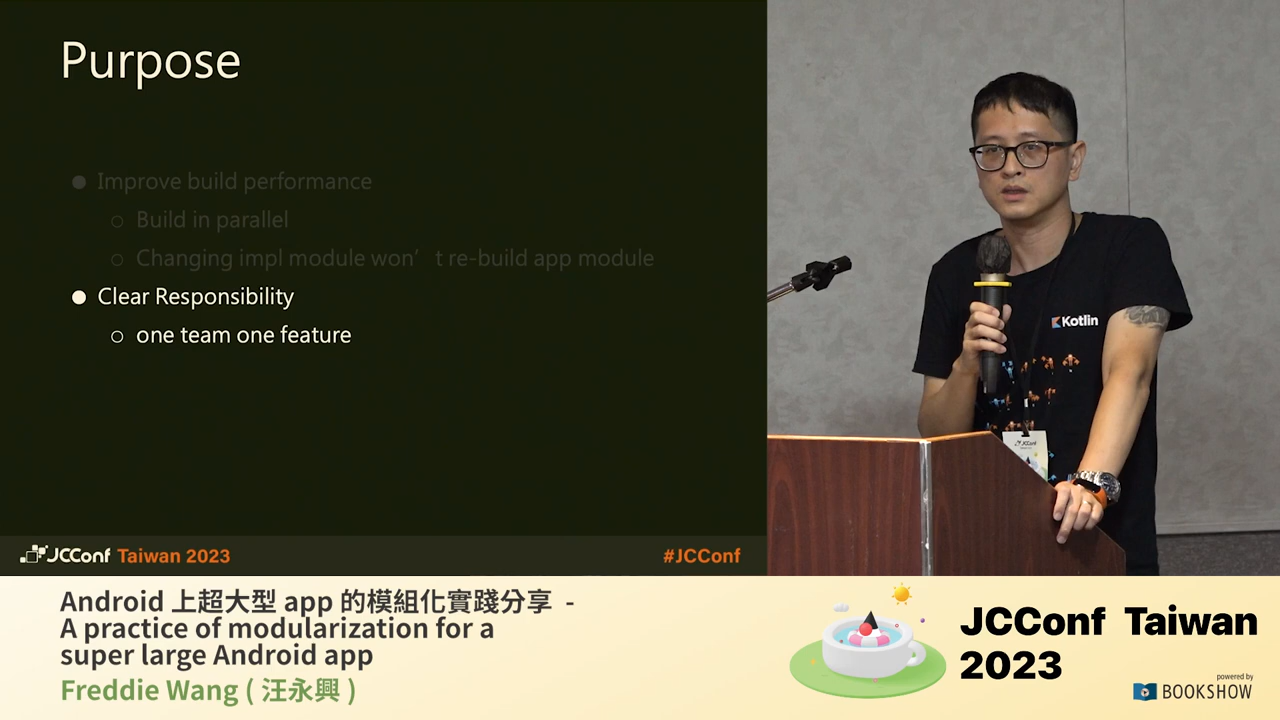 Purpose
Improve build performance
Build in parallel
Changing impl module won’t re-build app module
Clear Responsibility
one team one feature
JCConf Taiwan 2023
#JCConf
Kotlin
JCConf
Android 上超大型 app 的模組化實踐分享 -
A practice of modularization for a
super large Android app
Freddie Wang ( 汪永興 )
JCConf Taiwan
2023
powered by
BOOKSHOW